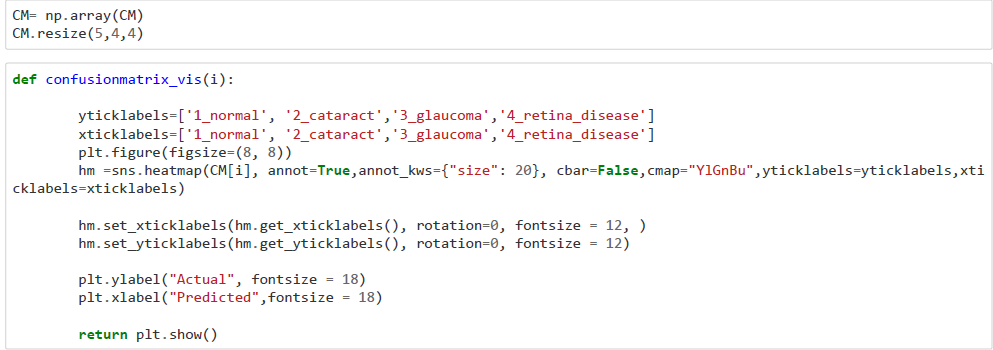 CM= np.array(CM)
CM.resize(5,4,4)
def confusionmatrix_vis(i):
yticklabels=['1_normal', '2_cataract','3_glaucoma','4_retina_disease']
xticklabels=['1_normal', '2_cataract','3_glaucoma','4_retina_disease']
plt.figure(figsize=(8, 8))
hm =sns.heatmap(CM[i], annot=True,annot_kws={"size": 20}, cbar=False,cmap="YlGnBu",yticklabels=yticklabels,xti
cklabels=xticklabels)
hm.set_xticklabels(hm.get_xticklabels(), rotation=0, fontsize = 12, )
hm.set_yticklabels(hm.get_yticklabels(), rotation=0, fontsize = 12)
plt.ylabel("Actual", fontsize = 18)
plt.xlabel("Predicted",fontsize = 18)
return plt.show()